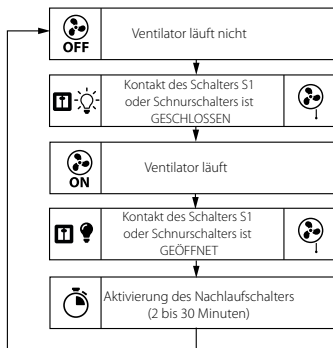 OFF
Ventilator läuft nicht
Kontakt des Schalters S1
oder Schnurschalters ist
GESCHLOSSEN
ON
Ventilator läuft
Kontakt des Schalters S1
oder Schnurschalters ist
GEÖFFNET
Aktivierung des Nachlaufschalters
(2 bis 30 Minuten)